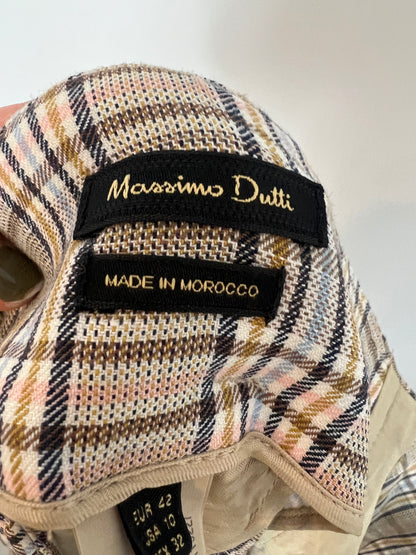 Massimo Dutti
MADE IN MOROCCO
EUR 42
USA 10
MEX 32